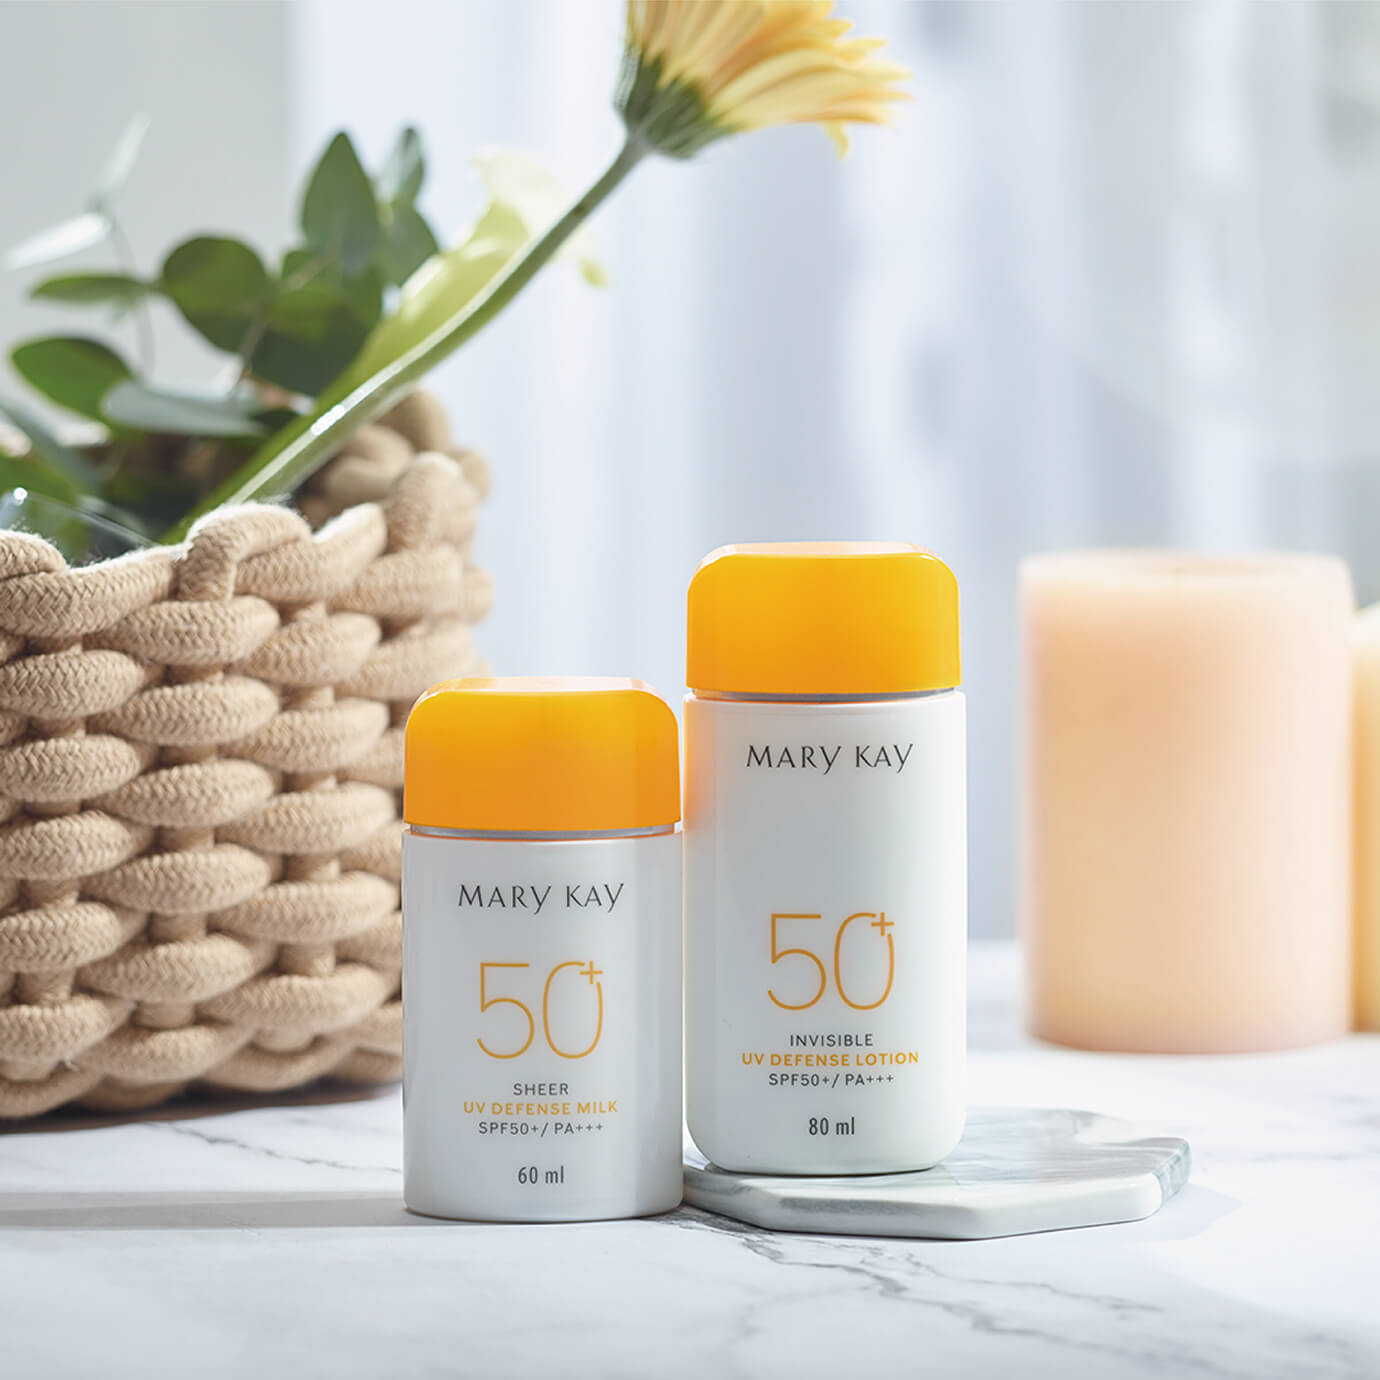 MARY KAY
50+
SHEER
UV DEFENSE MILK
SPF50+/ PA+++
60 ml
MARY KAY
50+
INVISIBLE
UV DEFENSE LOTION
SPF50+/ PA+++
80 ml